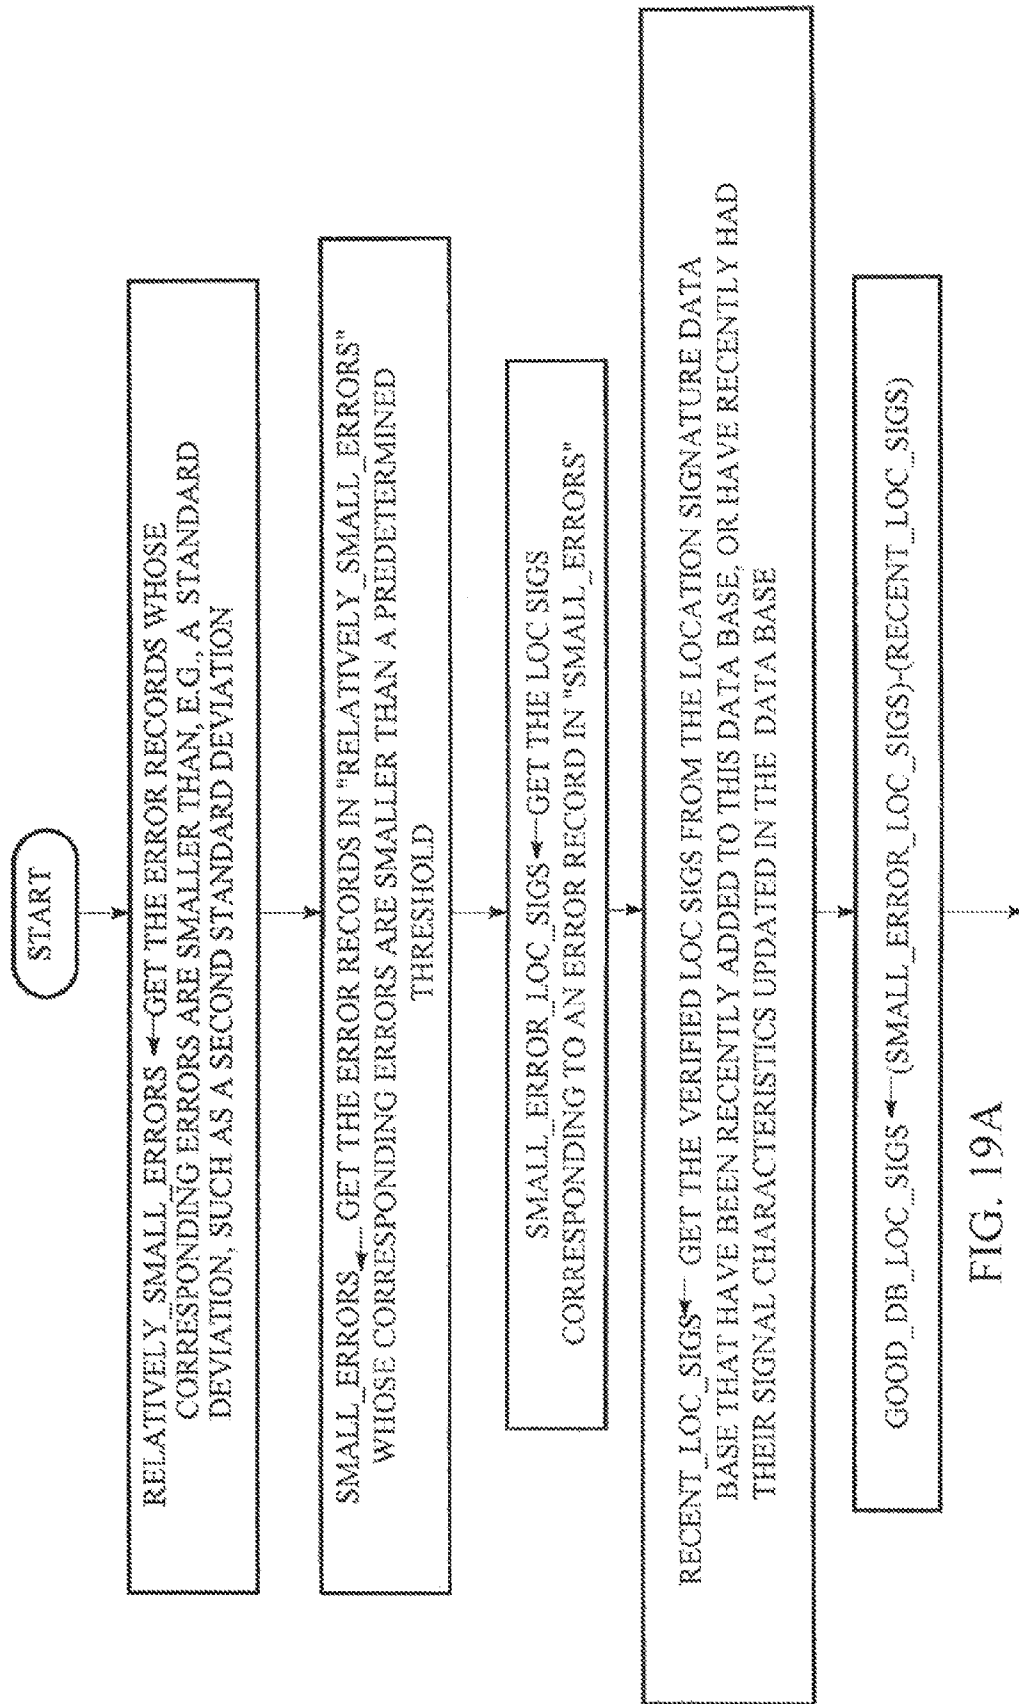 START
RELATIVELY_SMALL_ERRORS ← GET THE ERROR RECORDS WHOSE
CORRESPONDING ERRORS ARE SMALLER THAN, E.G., A STANDARD
DEVIATION, SUCH AS A SECOND STANDARD DEVIATION
SMALL_ERRORS ← GET THE ERROR RECORDS IN "RELATIVELY_SMALL_ERRORS"
WHOSE CORRESPONDING ERRORS ARE SMALLER THAN A PREDETERMINED
THRESHOLD
SMALL_ERROR_LOC_SIGS ← GET THE LOC SIGS
CORRESPONDING TO AN ERROR RECORD IN "SMALL_ERRORS"
RECENT_LOC_SIGS ← GET THE VERIFIED LOC SIGS FROM THE LOCATION SIGNATURE DATA
BASE THAT HAVE BEEN RECENTLY ADDED TO THIS DATA BASE, OR HAVE RECENTLY HAD
THEIR SIGNAL CHARACTERISTICS UPDATED IN THE DATA BASE
GOOD_DB_LOC_SIGS ← (SMALL_ERROR_LOC_SIGS)-(RECENT_LOC_SIGS)
FIG. 19A